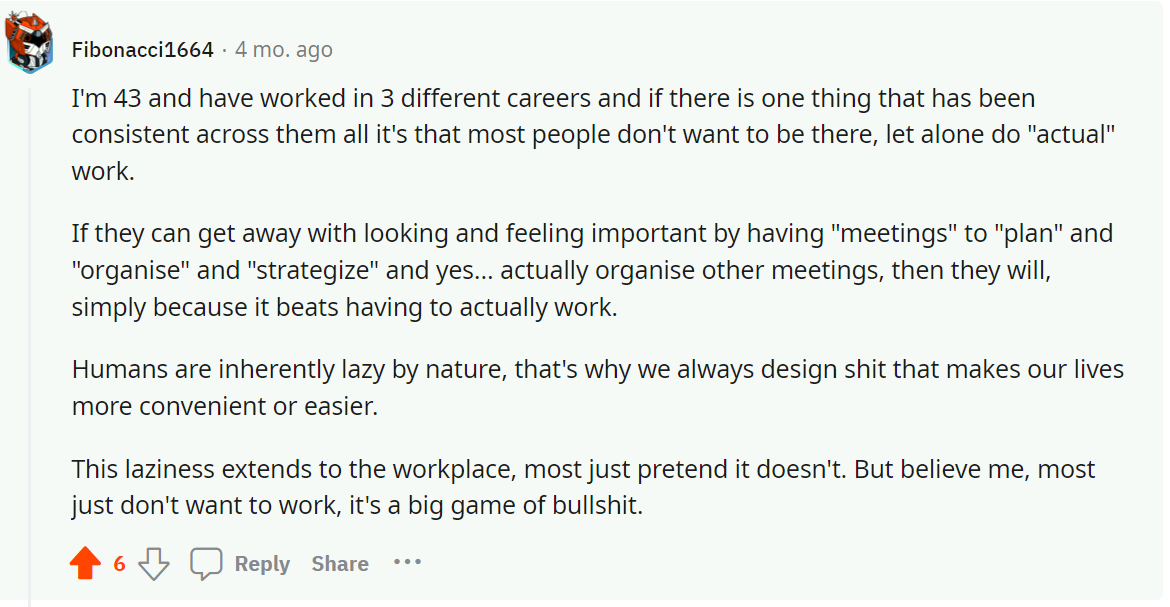 Fibonacci1664 · 4 mo. ago
I'm 43 and have worked in 3 different careers and if there is one thing that has been
consistent across them all it's that most people don't want to be there, let alone do "actual"
work.
If they can get away with looking and feeling important by having "meetings" to "plan" and
"organise" and "strategize" and yes... actually organise other meetings, then they will,
simply because it beats having to actually work.
Humans are inherently lazy by nature, that's why we always design shit that makes our lives
more convenient or easier.
This laziness extends to the workplace, most just pretend it doesn't. But believe me, most
just don't want to work, it's a big game of bullshit.
6 Reply Share ···